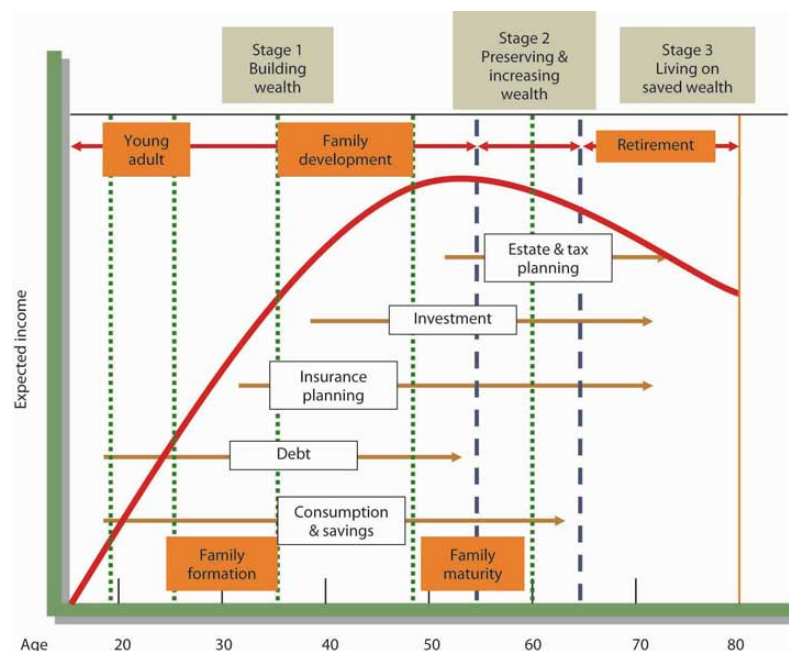 Stage 1
Building
wealth
Stage 2
Preserving &
increasing
wealth
Stage 3
Living on
saved wealth
Young
adult
Family
development
Retirement
Estate & tax
planning
Investment
Insurance
planning
Debt
Consumption
& savings
Family
formation
Family
maturity
Expected income
Age 20 30 40 50 60 70 80